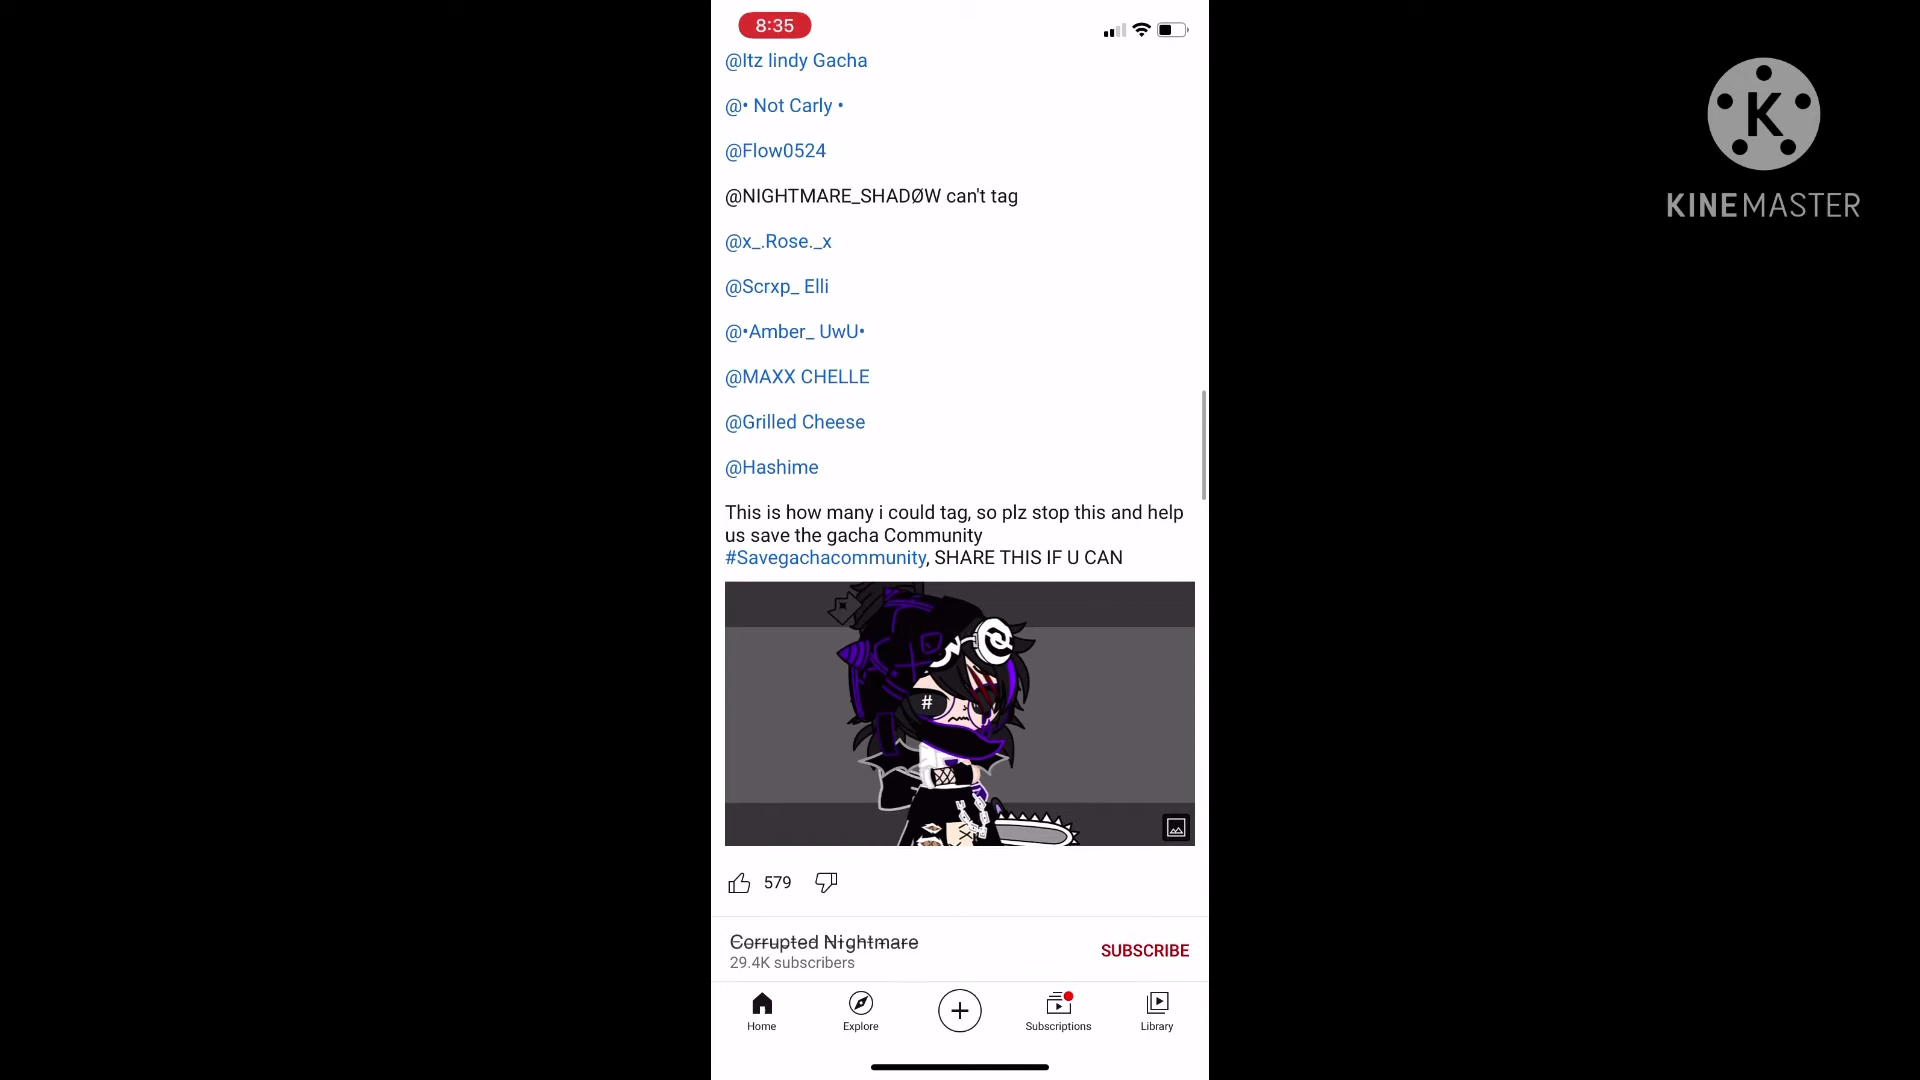 8:35
@Itz lindy Gacha
@• Not Carly •
@Flow0524
@NIGHTMARE_SHADØW can't tag
@x_.Rose._x
@Scrxp_ Elli
@•Amber_ UwU•
@MAXX CHELLE
@Grilled Cheese
@Hashime
This is how many i could tag, so plz stop this and help
us save the gacha Community
#Savegachacommunity, SHARE THIS IF U CAN
#
579
C̶o̶r̶r̶u̶p̶t̶e̶d̶ N̶i̶g̶h̶t̶m̶a̶r̶e̶
29.4K subscribers
SUBSCRIBE
Home
Explore
Subscriptions
Library
K
KINEMASTER